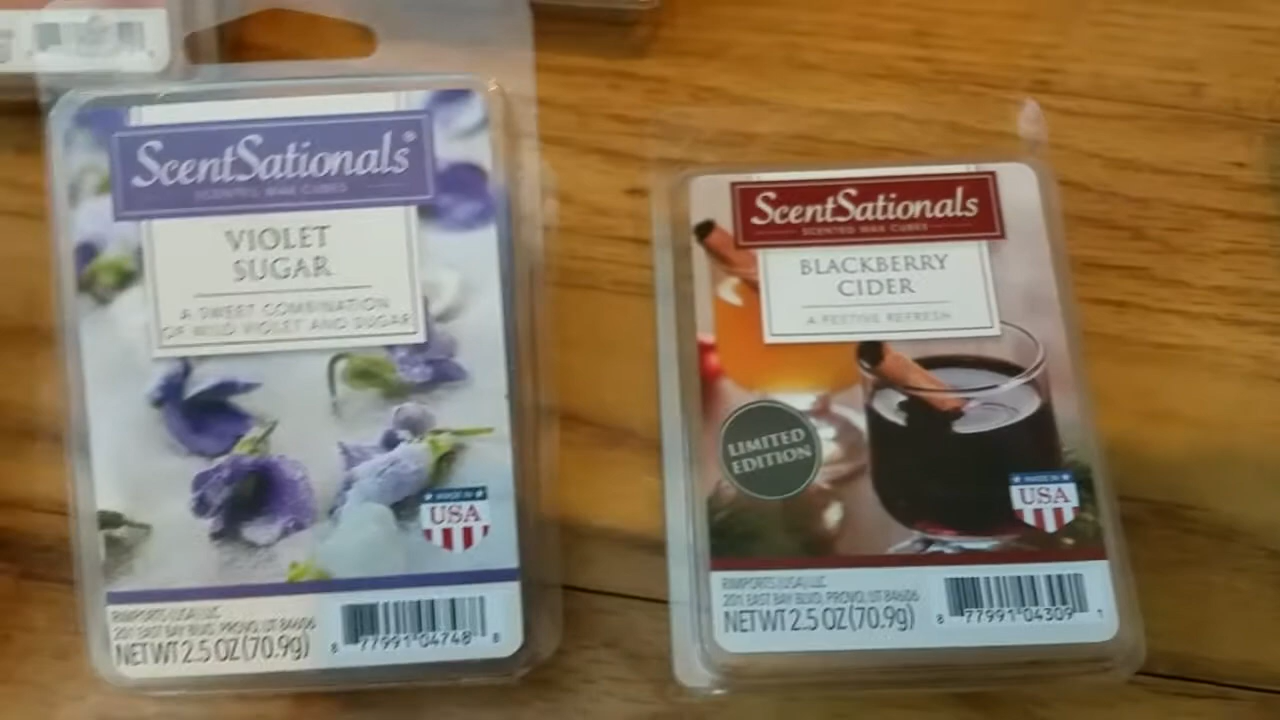 ScentSationals®
SCENTED WAX CUBES
VIOLET
SUGAR
A SWEET COMBINATION
OF WILD VIOLET AND SUGAR
MADE IN
USA
RIMPORTS (USA) LLC
201 EAST BAY BLVD. PROVO, UT 84606
NET WT 2.5 OZ (70.9g)
8 77991 04748 8
ScentSationals
SCENTED WAX CUBES
BLACKBERRY
CIDER
A FESTIVE REFRESH
LIMITED
EDITION
MADE IN
USA
RIMPORTS (USA) LLC
201 EAST BAY BLVD. PROVO, UT 84606
NET WT 2.5 OZ (70.9g)
8 77991 04309 1